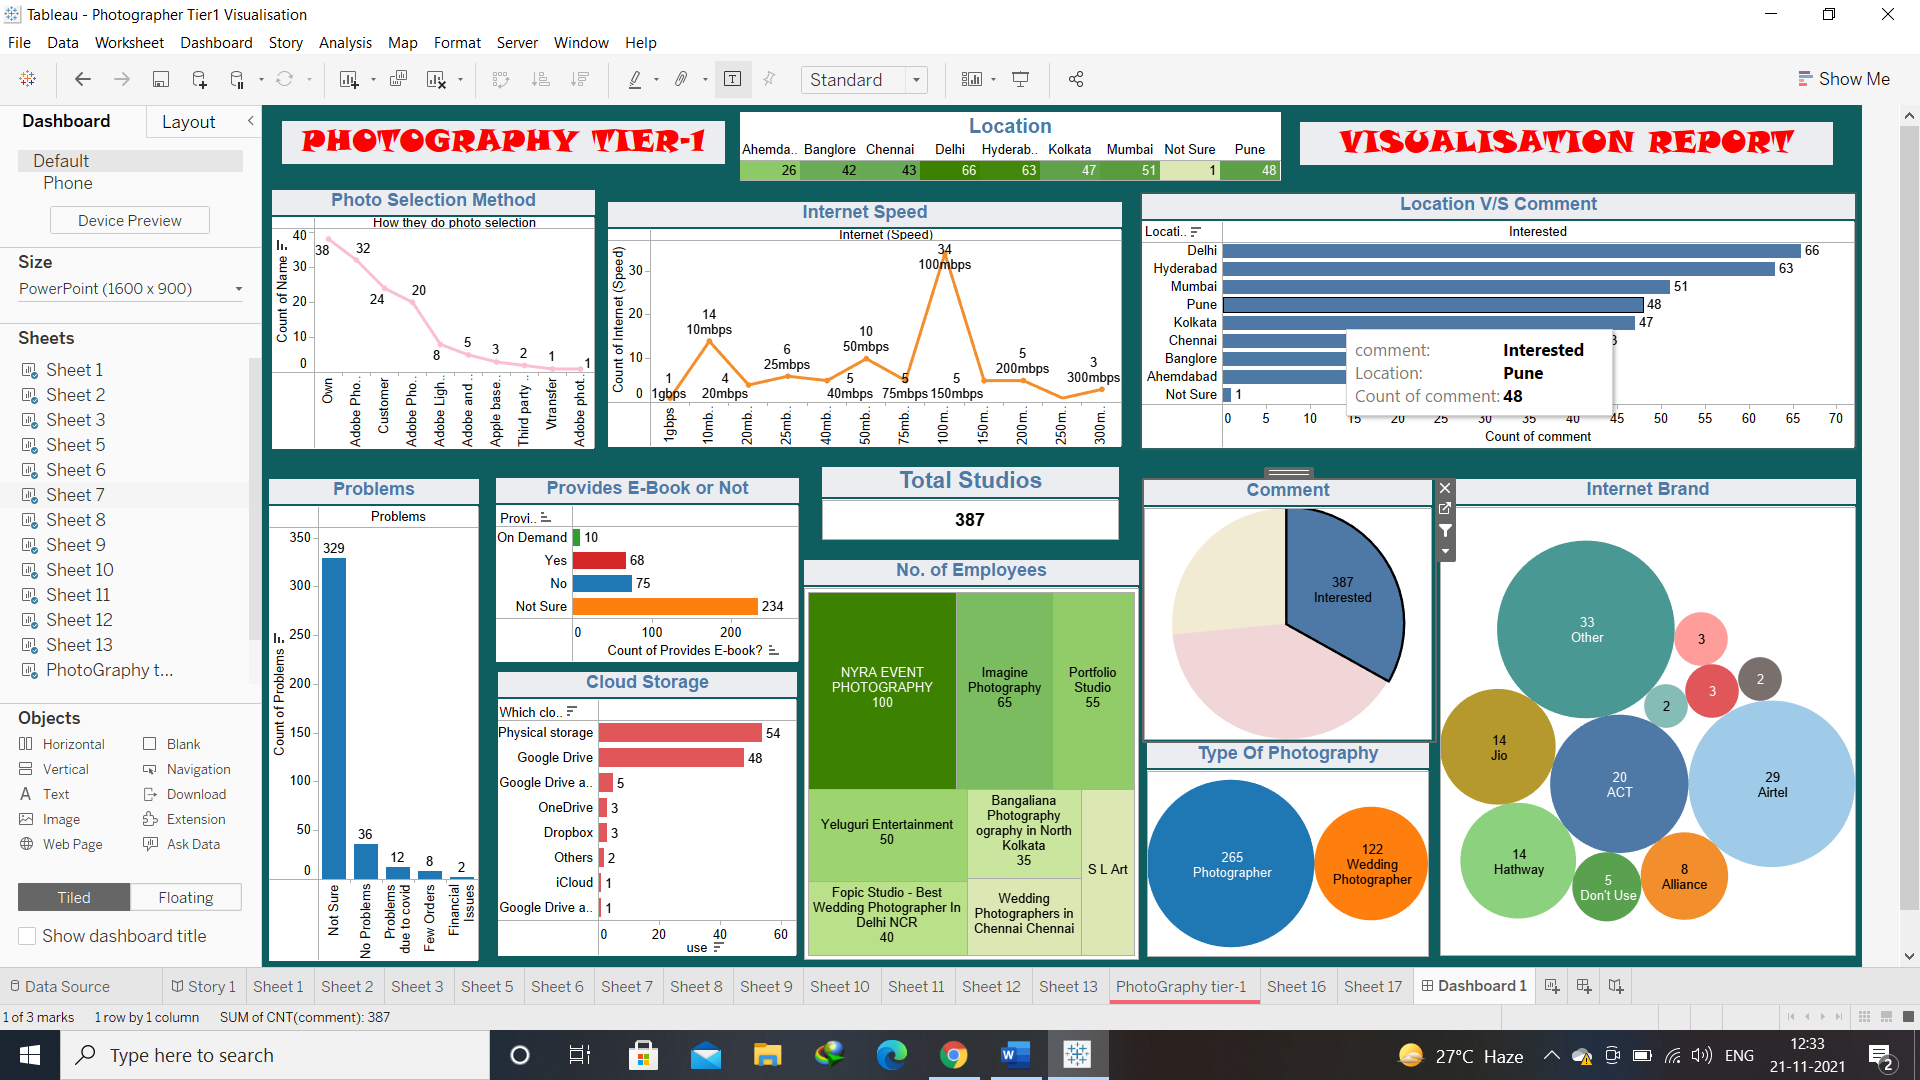 Tableau - Photographer Tier1 Visualisation
File Data Worksheet Dashboard Story Analysis Map Format Server Window Help
Standard
Show Me
Dashboard
Layout
Default
Phone
Device Preview
Size
PowerPoint (1600 x 900)
Sheets
Sheet 1
Sheet 2
Sheet 3
Sheet 5
Sheet 6
Sheet 7
Sheet 8
Sheet 9
Sheet 10
Sheet 11
Sheet 12
Sheet 13
PhotoGraphy t...
Objects
Horizontal Blank
Vertical Navigation
A Text Download
Image Extension
Web Page Ask Data
Tiled Floating
Show dashboard title
PHOTOGRAPHY TIER-1
Location
Ahemda.. Banglore Chennai Delhi Hyderab.. Kolkata Mumbai Not Sure Pune
26 42 43 66 63 47 51 1 48
VISUALISATION REPORT
Photo Selection Method
How they do photo selection
Count of Name
40
30
20
10
0
38
32
24
20
8
5
3
2
1
1
Own
Adobe Pho..
Customer
Adobe Pho..
Adobe Ligh..
Adobe and ..
Apple base..
Third party ..
Vtransfer
Adobe phot..
Internet Speed
Internet (Speed)
Count of Internet (Speed)
30
20
10
0
1
1gbps
14
10mbps
4
20mbps
6
25mbps
5
40mbps
10
50mbps
5
75mbps
34
100mbps
5
150mbps
5
200mbps
3
300mbps
1gbps
10mb..
20mb..
25mb..
40mb..
50mb..
75mb..
100m..
150m..
200m..
250m..
300m..
Location V/S Comment
Locati.. Interested
Delhi 66
Hyderabad 63
Mumbai 51
Pune 48
Kolkata 47
Chennai 3
Banglore
Ahemdabad
Not Sure 1
comment: Interested
Location: Pune
Count of comment: 48
0 5 10 15 20 25 30 35 40 45 50 55 60 65 70
Count of comment
Problems
Problems
Count of Problems
350
300
250
200
150
100
50
0
329
36
12
8
2
Not Sure
No Problems
Problems due to covid
Few Orders
Financial Issues
Provides E-Book or Not
Provi..
On Demand 10
Yes 68
No 75
Not Sure 234
0 100 200
Count of Provides E-book?
Cloud Storage
Which clo..
Physical storage 54
Google Drive 48
Google Drive a.. 5
OneDrive 3
Dropbox 3
Others 2
iCloud 1
Google Drive a.. 1
0 20 40 60
use
Total Studios
387
No. of Employees
NYRA EVENT
PHOTOGRAPHY
100
Imagine
Photography
65
Portfolio
Studio
55
Yeluguri Entertainment
50
Bangaliana
Photography
ography in North
Kolkata
35
S L Art
Fopic Studio - Best
Wedding Photographer In
Delhi NCR
40
Wedding
Photographers in
Chennai Chennai
Comment
387
Interested
Type Of Photography
265
Photographer
122
Wedding
Photographer
Internet Brand
33
Other
3
3
2
2
14
Jio
20
ACT
29
Airtel
14
Hathway
5
Don't Use
8
Alliance
Data Source Story 1 Sheet 1 Sheet 2 Sheet 3 Sheet 5 Sheet 6 Sheet 7 Sheet 8 Sheet 9 Sheet 10 Sheet 11 Sheet 12 Sheet 13 PhotoGraphy tier-1 Sheet 16 Sheet 17 Dashboard 1
1 of 3 marks 1 row by 1 column SUM of CNT(comment): 387
Type here to search
27°C Haze
ENG
12:33
21-11-2021
2